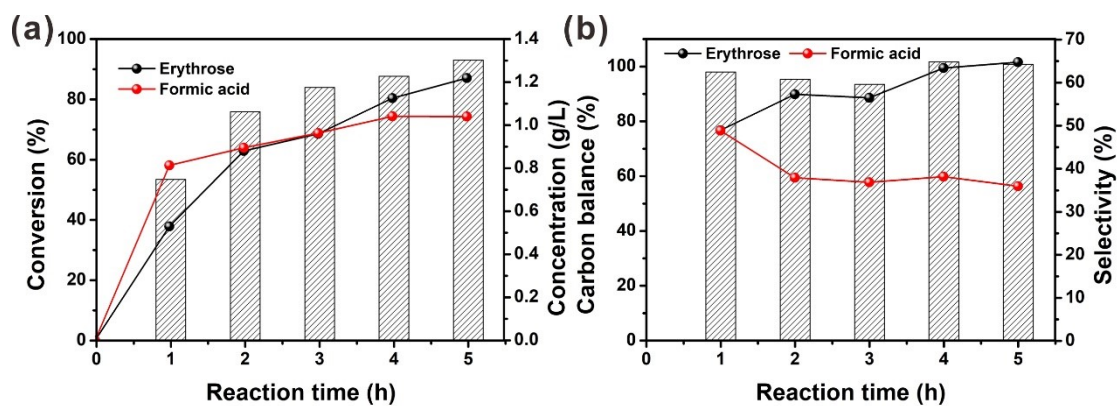 (a)
Conversion (%)
100
80
60
40
20
0
Erythrose
Formic acid
1.4
1.2
1.0
0.8
0.6
0.4
0.2
0.0
Concentration (g/L)
0 1 2 3 4 5
Reaction time (h)
(b)
Carbon balance (%)
100
80
60
40
20
0
Erythrose Formic acid
70
60
50
40
30
20
10
0
Selectivity (%)
0 1 2 3 4 5
Reaction time (h)